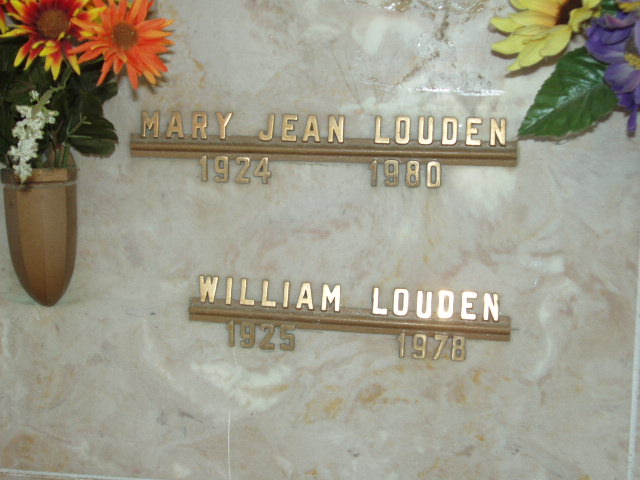 MARY JEAN LOUDEN
1924 1980
WILLIAM LOUDEN
1925 1978